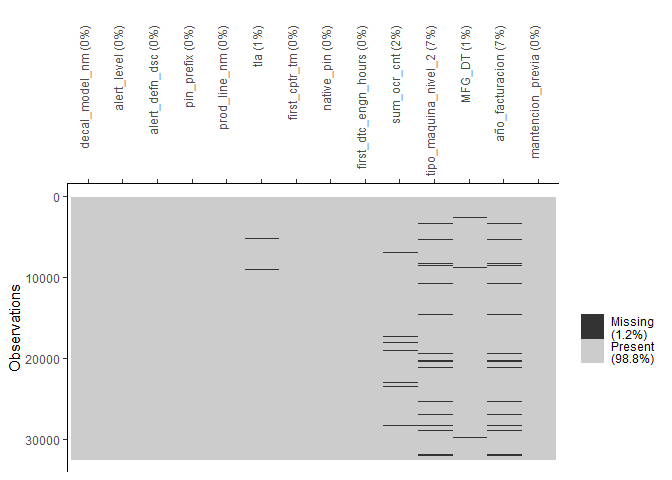 decal_model_nm (0%)
alert_level (0%)
alert_defn_dsc (0%)
pin_prefix (0%)
prod_line_nm (0%)
tla (1%)
first_cptr_tm (0%)
native_pin (0%)
first_dtc_engn_hours (0%)
sum_ocr_cnt (2%)
tipo_maquina_nivel_2 (7%)
MFG_DT (1%)
año_facturacion (7%)
mantencion_previa (0%)
Observations
0
10000
20000
30000
Missing
(1.2%)
Present
(98.8%)